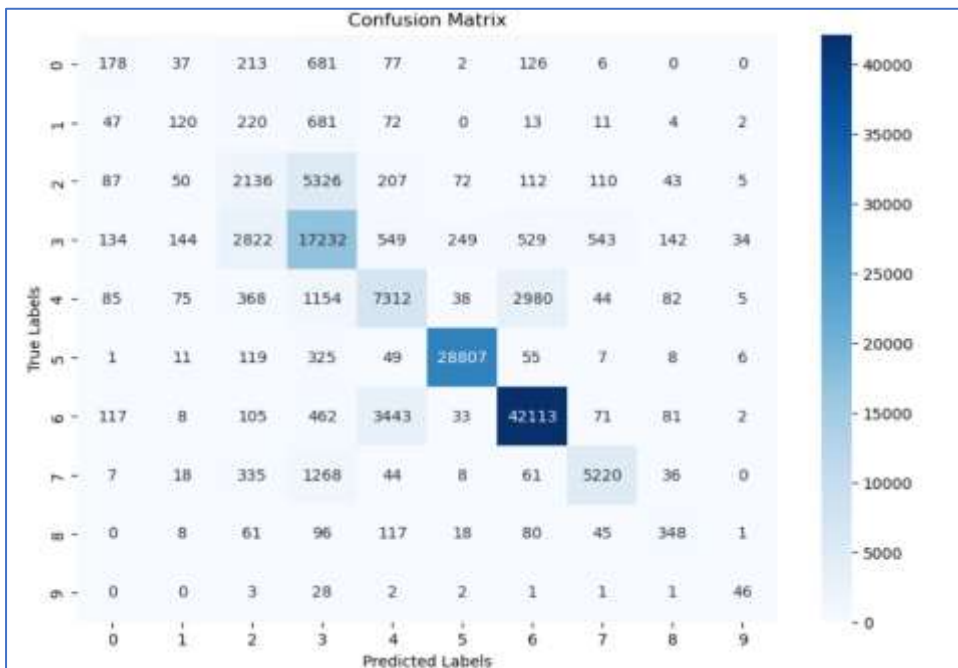 Confusion Matrix
0 178 37 213 681 77 2 126 6 0 0
1 47 120 220 681 72 0 13 11 4 2
2 87 50 2136 5326 207 72 112 110 43 5
3 134 144 2822 17232 549 249 529 543 142 34
4 85 75 368 1154 7312 38 2980 44 82 5
5 1 11 119 325 49 28807 55 7 8 6
6 117 8 105 462 3443 33 42113 71 81 2
7 7 18 335 1268 44 8 61 5220 36 0
8 0 8 61 96 117 18 80 45 348 1
9 0 0 3 28 2 2 1 1 1 46
0 1 2 3 4 5 6 7 8 9
Predicted Labels
True Labels
40000
35000
30000
25000
20000
15000
10000
5000
0